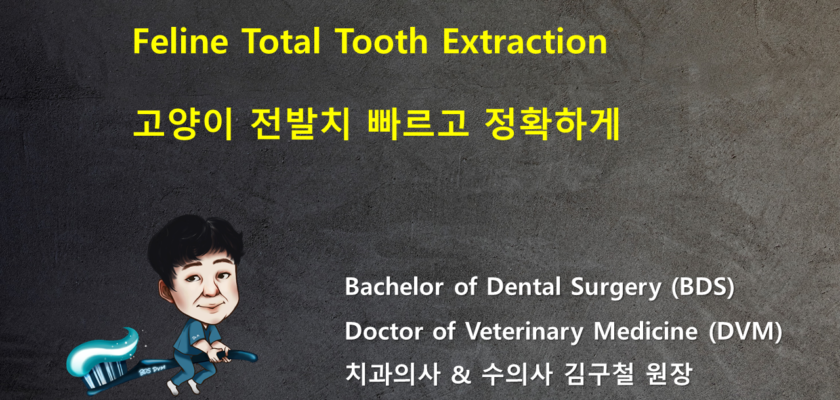 Feline Total Tooth Extraction
고양이 전발치 빠르고 정확하게
Bachelor of Dental Surgery (BDS)
Doctor of Veterinary Medicine (DVM)
치과의사 & 수의사 김구철 원장
BDS DVM